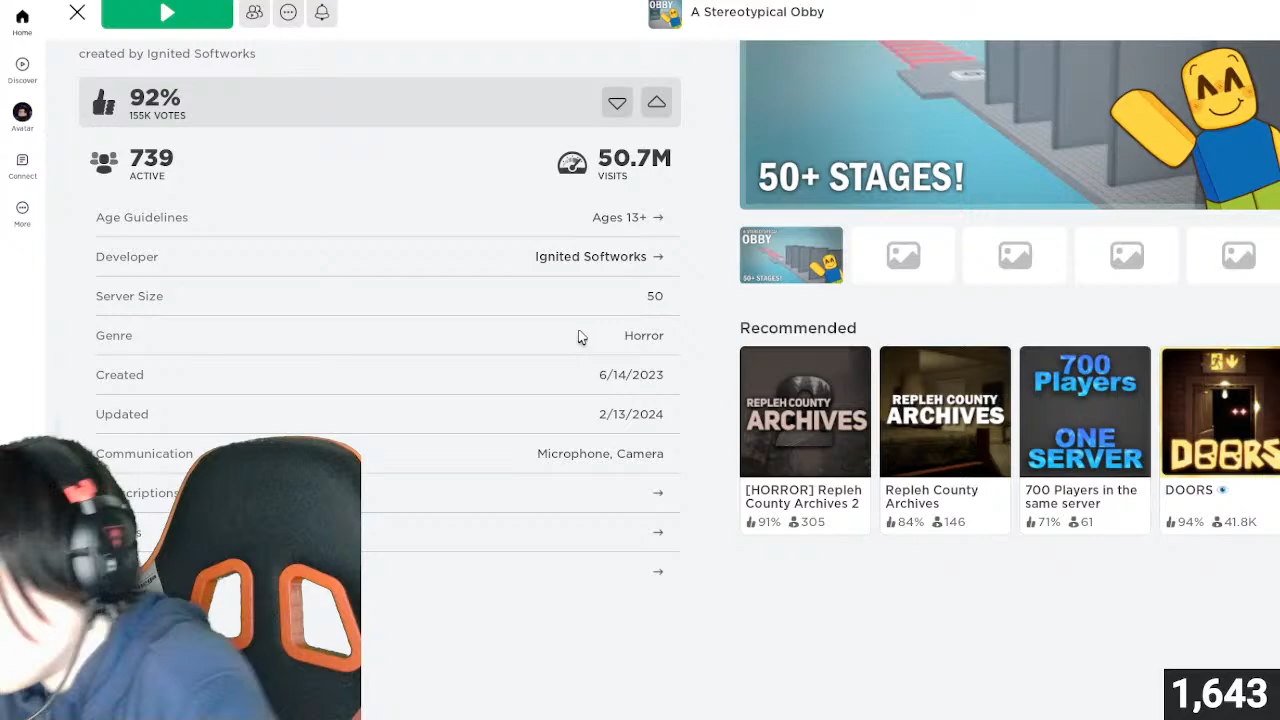 Home
Discover
Avatar
Connect
More
OBBY
A Stereotypical Obby
created by Ignited Softworks
92%
155K VOTES
739
ACTIVE
50.7M
VISITS
Age Guidelines
Ages 13+
Developer
Ignited Softworks
Server Size
50
Genre
Horror
Created
6/14/2023
Updated
2/13/2024
Communication
Microphone, Camera
criptions
50+ STAGES!
OBBY
50+ STAGES!
Recommended
REPLEH COUNTY
ARCHIVES
2
[HORROR] Repleh
County Archives 2
91% 305
REPLEH COUNTY
ARCHIVES
Repleh County
Archives
84% 146
700
Players
ONE
SERVER
700 Players in the
same server
71% 61
DOORS
DOORS
94% 41.8K
1,643